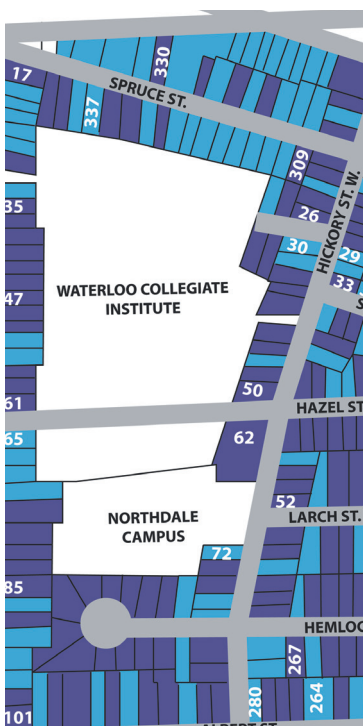 17
330
SPRUCE ST.
337
309
35
26
HICKORY ST. W.
30
29
WATERLOO COLLEGIATE
INSTITUTE
33
47
50
61
HAZEL ST
62
65
52
NORTHDALE
CAMPUS
LARCH ST.
72
85
HEMLOC
267
280
264
101